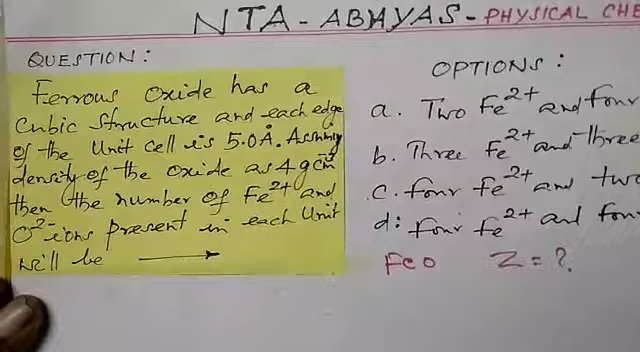 NTA - ABHYAS - PHYSICAL CHE
QUESTION:
Ferrous Oxide has a
Cubic Structure and each edge
of the Unit cell is 5.0Å. Assuming
density of the oxide as 4 g cm⁻³
then the number of Fe²⁺ and
O²⁻ ions present in each Unit
will be →
OPTIONS:
a. Two Fe²⁺ and four
b. Three Fe²⁺ and three
c. four Fe²⁺ and two
d: four Fe²⁺ and fou
FeO Z = ?